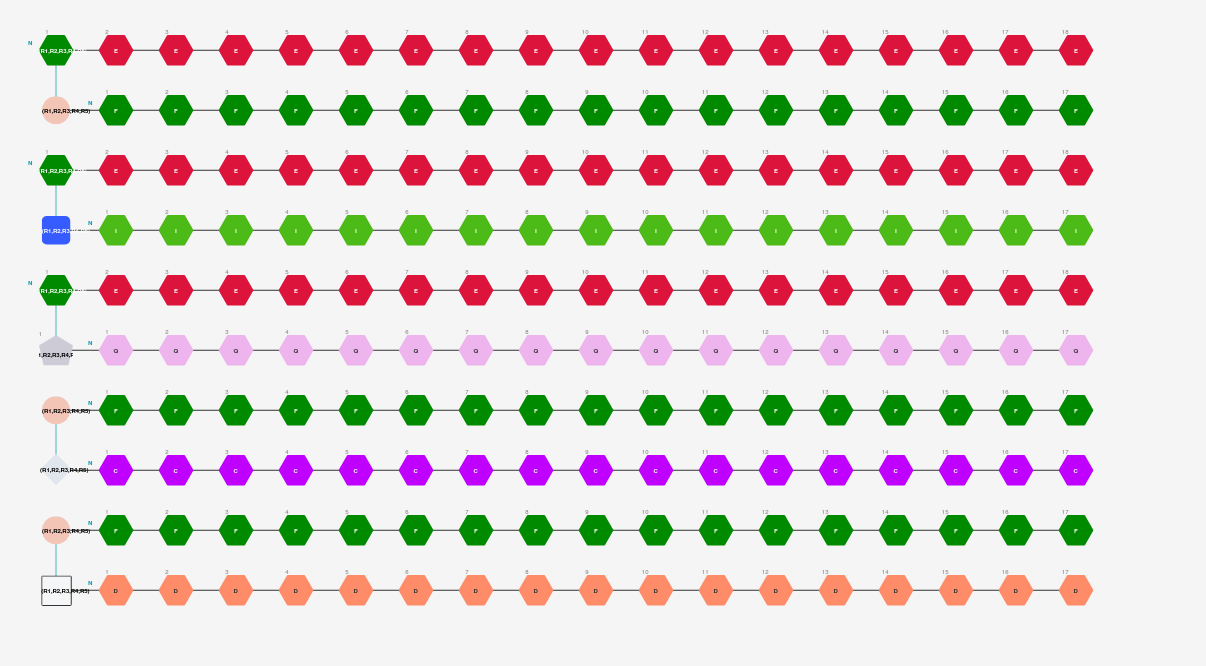 1 2 3 4 5 6 7 8 9 10 11 12 13 14 15 16 17 18
N R1,R2,R3,R E E E E E E E E E E E E E E E E E
1 2 3 4 5 6 7 8 9 10 11 12 13 14 15 16 17
(R1,R2,R3,R4,R5) N F F F F F F F F F F F F F F F F F
1 2 3 4 5 6 7 8 9 10 11 12 13 14 15 16 17 18
N R1,R2,R3,R E E E E E E E E E E E E E E E E E
1 2 3 4 5 6 7 8 9 10 11 12 13 14 15 16 17
(R1,R2,R3 N I I I I I I I I I I I I I I I I I
1 2 3 4 5 6 7 8 9 10 11 12 13 14 15 16 17 18
N R1,R2,R3,R E E E E E E E E E E E E E E E E E
1 1 2 3 4 5 6 7 8 9 10 11 12 13 14 15 16 17
,R2,R3,R4, N Q Q Q Q Q Q Q Q Q Q Q Q Q Q Q Q Q
1 2 3 4 5 6 7 8 9 10 11 12 13 14 15 16 17
(R1,R2,R3,R4,R5) N F F F F F F F F F F F F F F F F F
1 2 3 4 5 6 7 8 9 10 11 12 13 14 15 16 17
(R1,R2,R3,R4,R5) N C C C C C C C C C C C C C C C C C
1 2 3 4 5 6 7 8 9 10 11 12 13 14 15 16 17
(R1,R2,R3,R4,R5) N F F F F F F F F F F F F F F F F F
1 2 3 4 5 6 7 8 9 10 11 12 13 14 15 16 17
(R1,R2,R3,R4,R5) N D D D D D D D D D D D D D D D D D